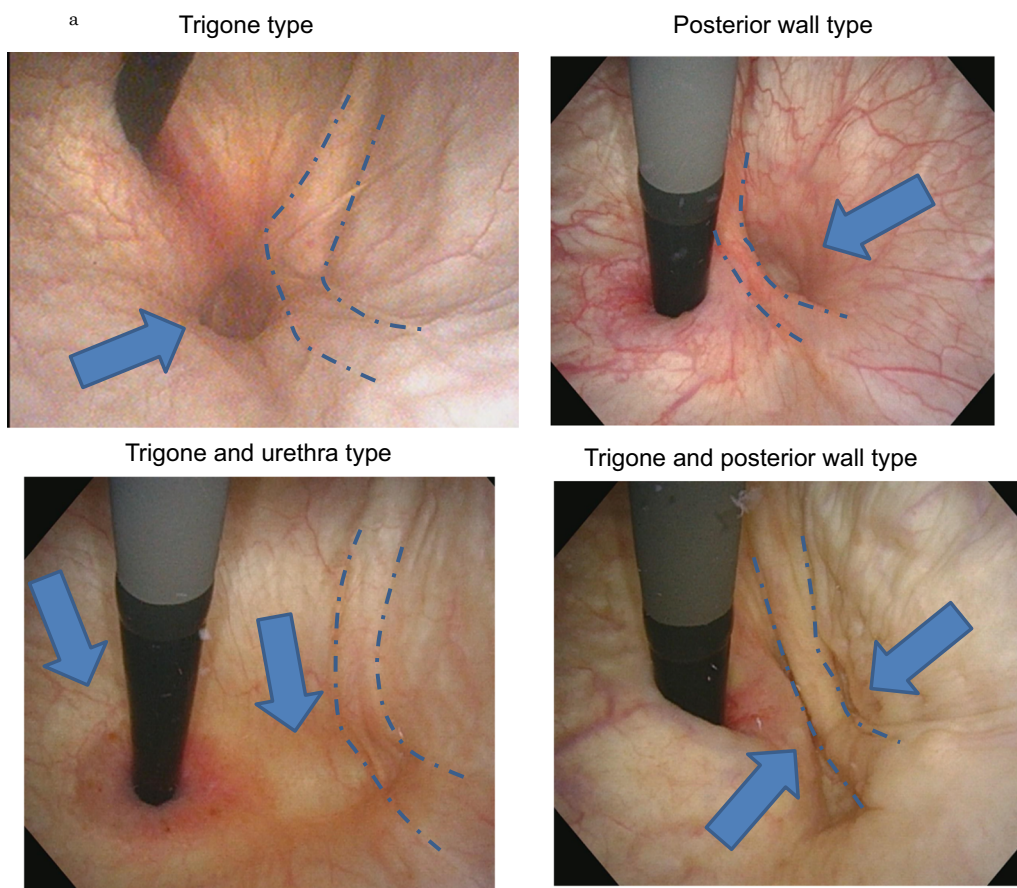 a
Trigone type
Posterior wall type
Trigone and urethra type
Trigone and posterior wall type